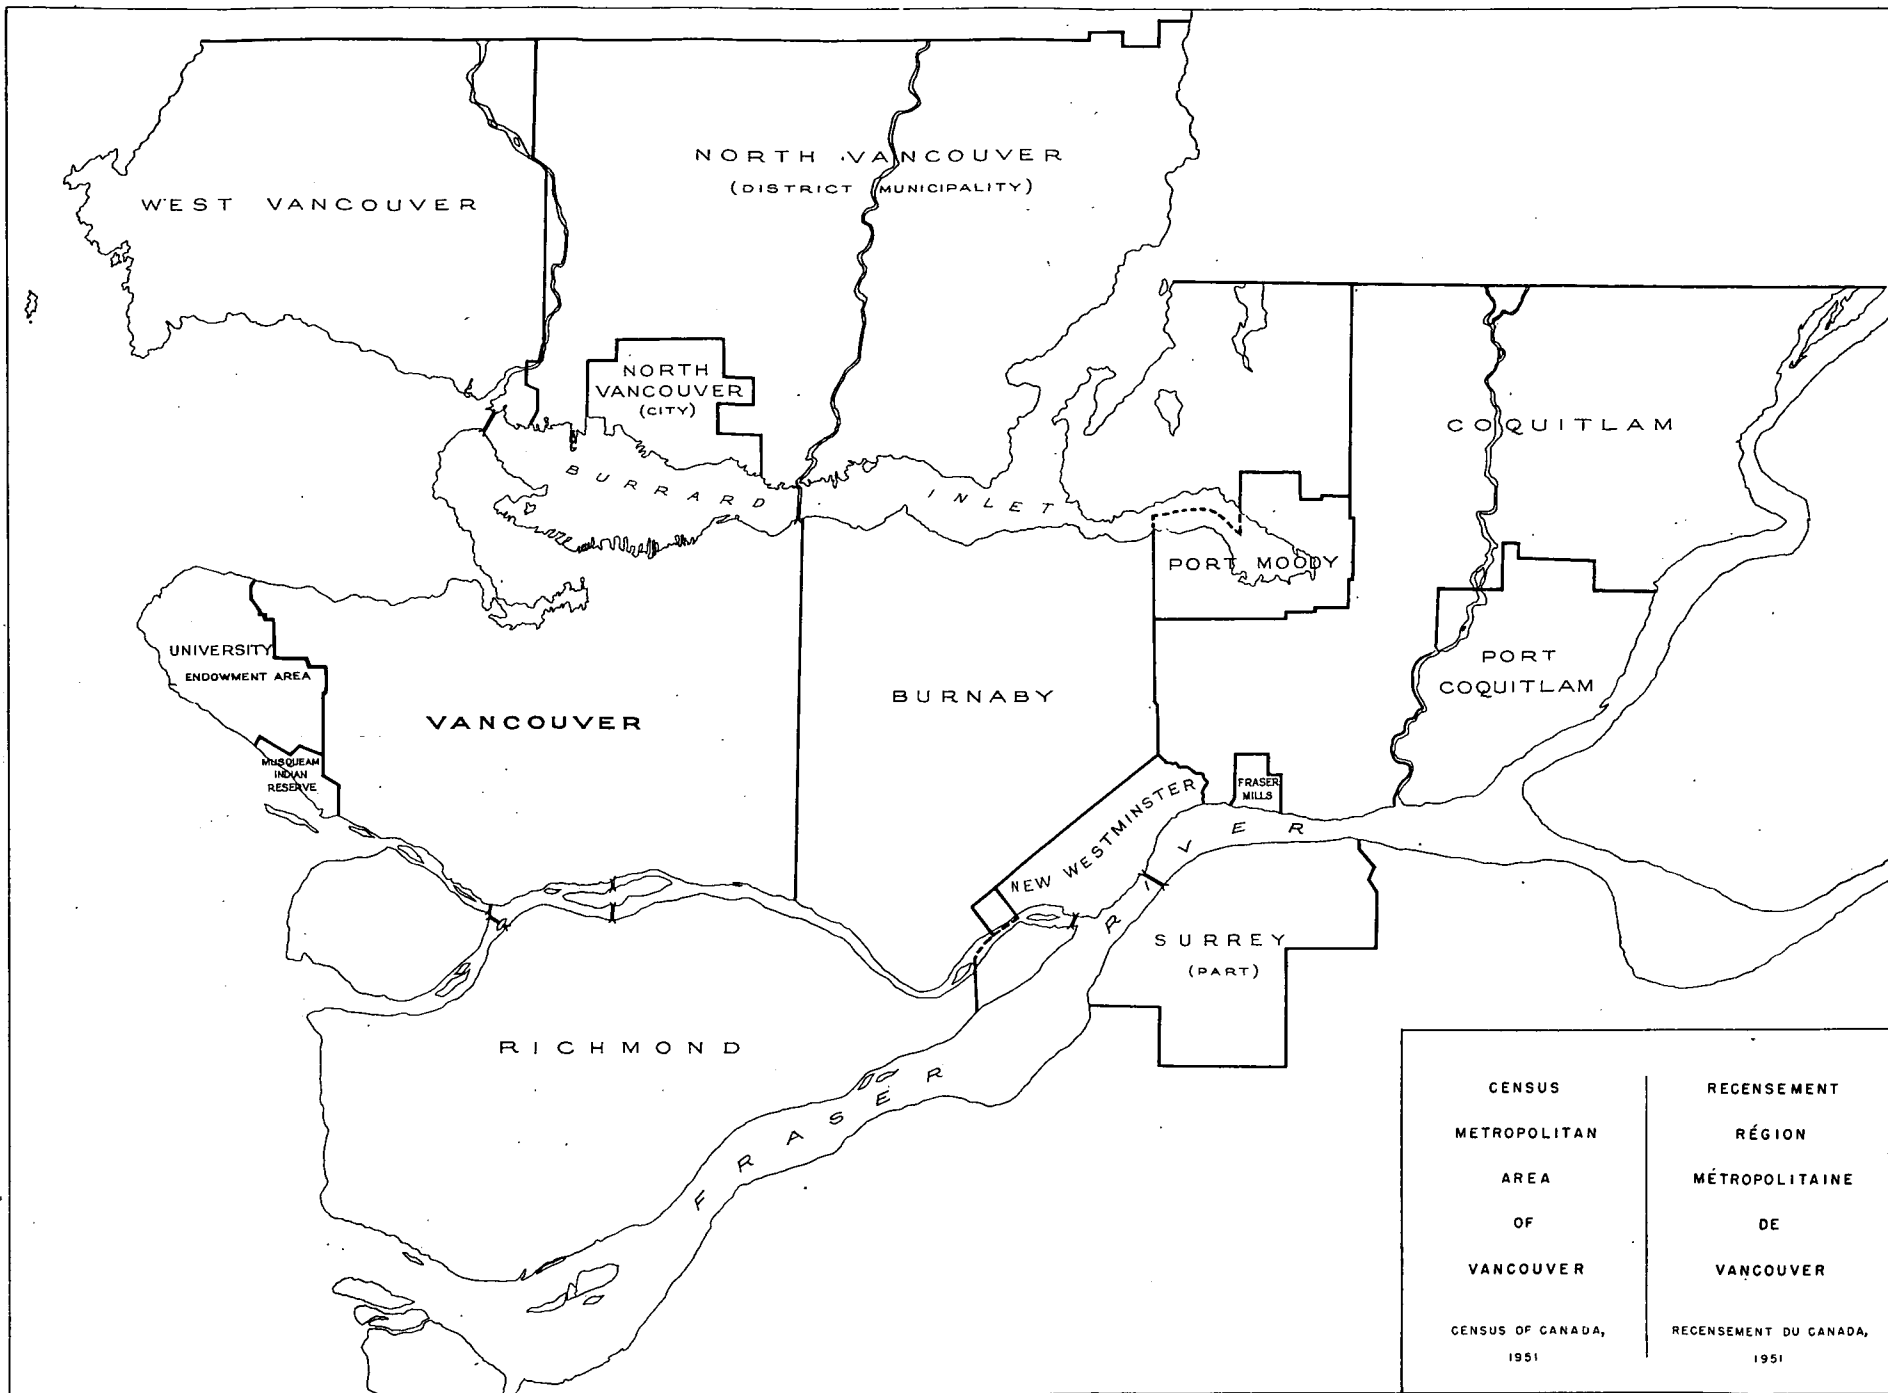 WEST VANCOUVER
NORTH VANCOUVER
(DISTRICT MUNICIPALITY)
NORTH
VANCOUVER
(CITY)
BURRARD INLET
COQUITLAM
PORT MOODY
UNIVERSITY
ENDOWMENT AREA
VANCOUVER
BURNABY
PORT
COQUITLAM
MUSQUEAM
INDIAN
RESERVE
FRASER
MILLS
NEW WESTMINSTER
SURREY
(PART)
RICHMOND
FRASER RIVER
CENSUS
METROPOLITAN
AREA
OF
VANCOUVER
CENSUS OF CANADA,
1951
RECENSEMENT
RÉGION
MÉTROPOLITAINE
DE
VANCOUVER
RECENSEMENT DU CANADA,
1951